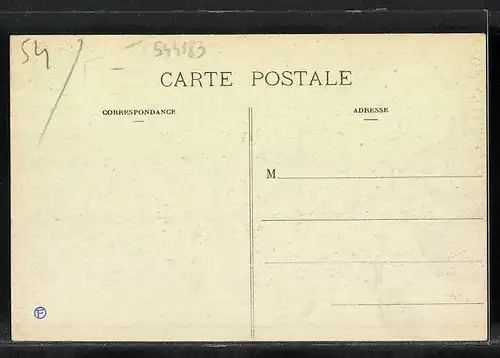 54 544183
CARTE POSTALE
CORRESPONDANCE
ADRESSE
M
F